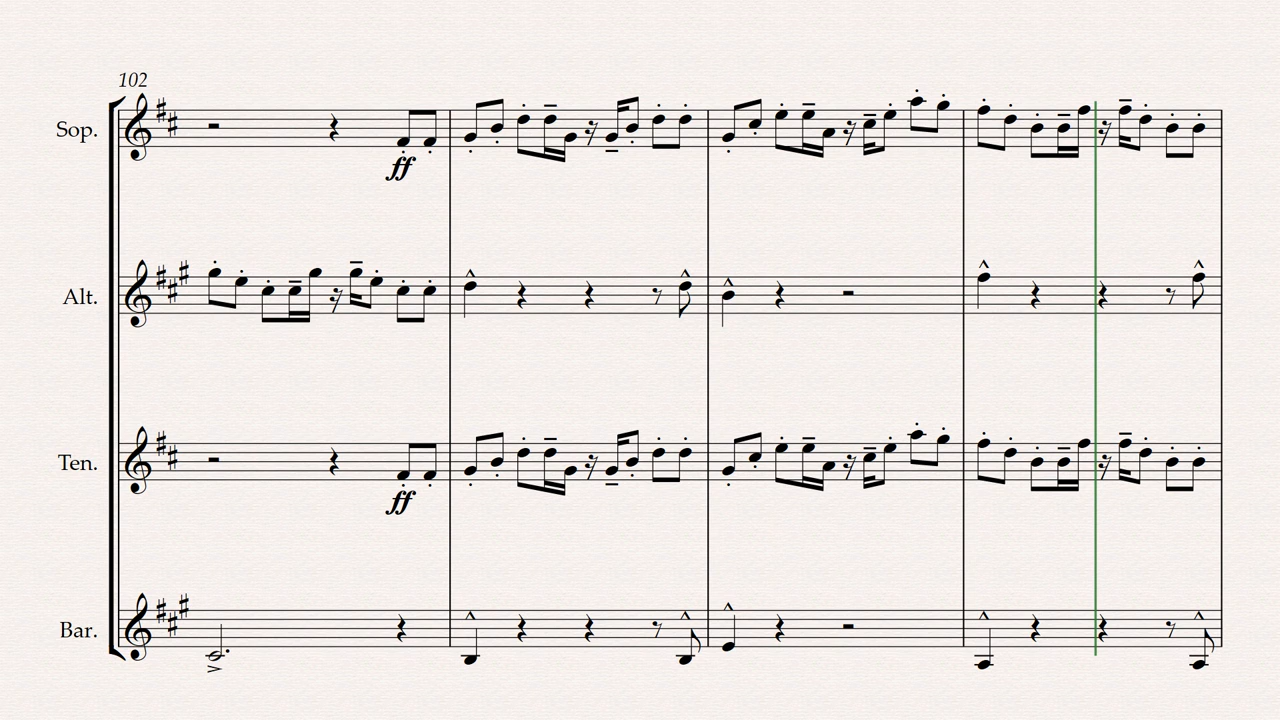 102
Sop.
ff
Alt.
Ten.
ff
Bar.